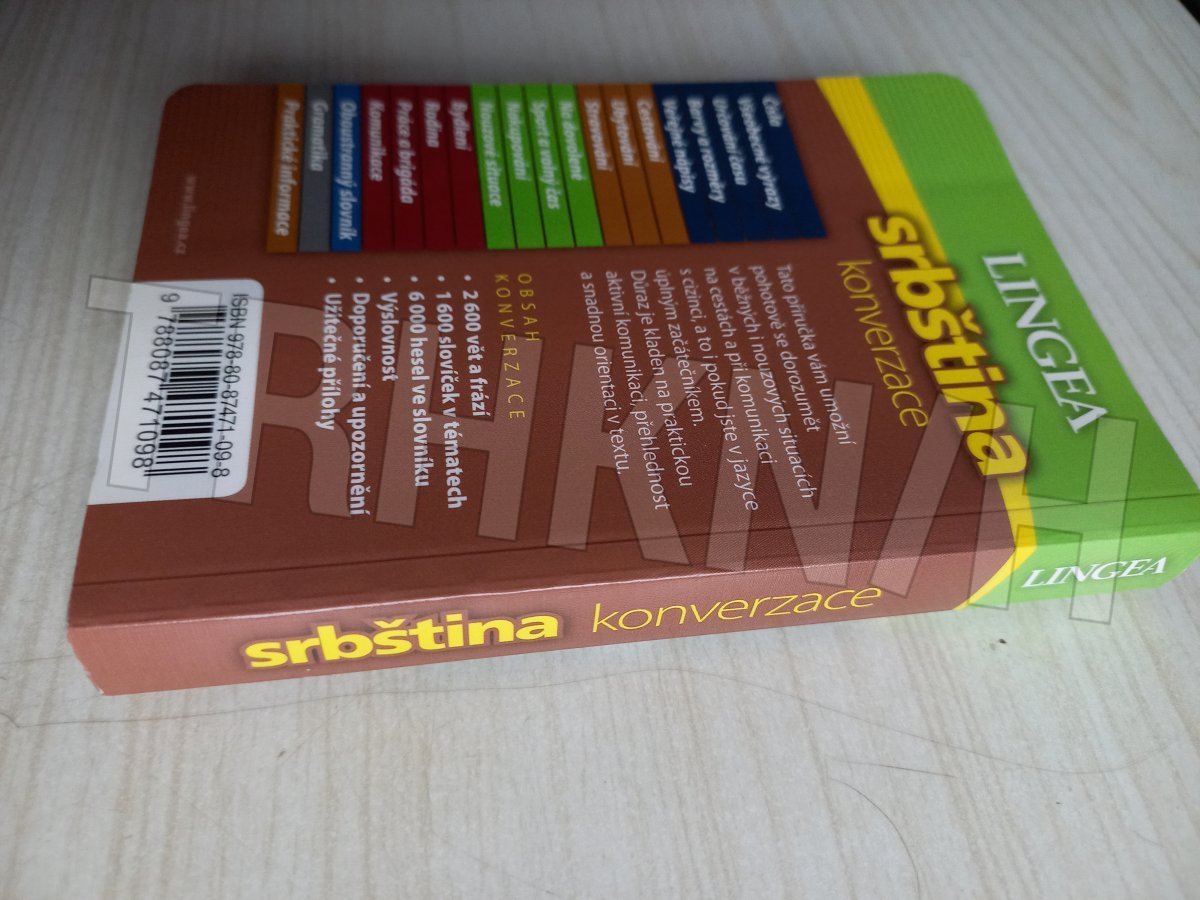 LINGEA
srbština
konverzace
Čísla
Všeobecné výrazy
Určování času
Barvy a rozměry
Veřejné nápisy
Cestování
Ubytování
Stravování
Na dovolené
Sport a volný čas
Nakupování
Nouzové situace
Bydlení
Rodina
Práce a brigáda
Komunikace
Obousměrný slovník
Gramatika
Praktické informace
Tato příručka vám umožní
pohotově se dorozumět
v běžných i nouzových situacích
na cestách a při komunikaci
s cizinci, a to i pokud jste v jazyce
úplným začátečníkem.
Důraz je kladen na praktickou
aktivní komunikaci, přehlednost
a snadnou orientaci v textu.
OBSAH
KONVERZACE
• 2 600 vět a frází
• 1 600 slovíček v tématech
• 6 000 hesel ve slovníku
• Výslovnost
• Doporučení a upozornění
• Užitečné přílohy
www.lingea.cz
ISBN 978-80-87471-09-8
9 788087 471098
srbština konverzace LINGEA
TRHKNIH